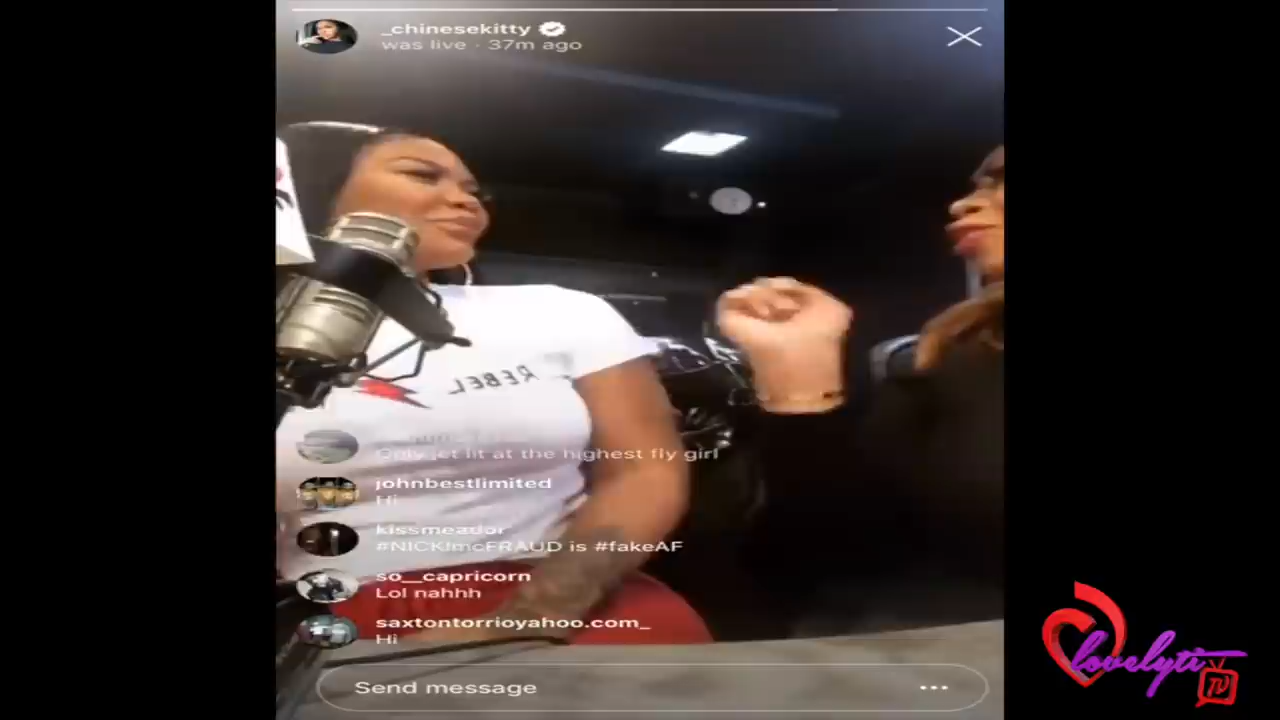 _chinesekitty
was live · 37m ago
REBEL
Only jet lit at the highest fly girl
johnbestlimited
Hi
kissmeador
#NICKImcFRAUD is #fakeAF
so__capricorn
Lol nahhh
saxtontorrioyahoo.com_
Hi
Send message
lovelyti
TV